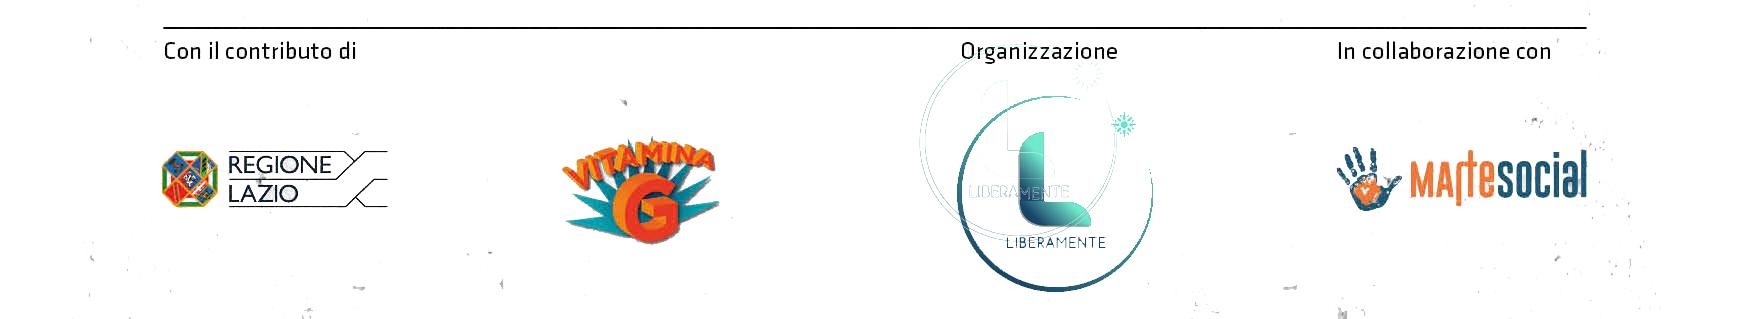 Con il contributo di
Organizzazione
In collaborazione con
REGIONE
LAZIO
VITAMINA
G
L
LIBERAMENTE
LIBERAMENTE
MArtesocial